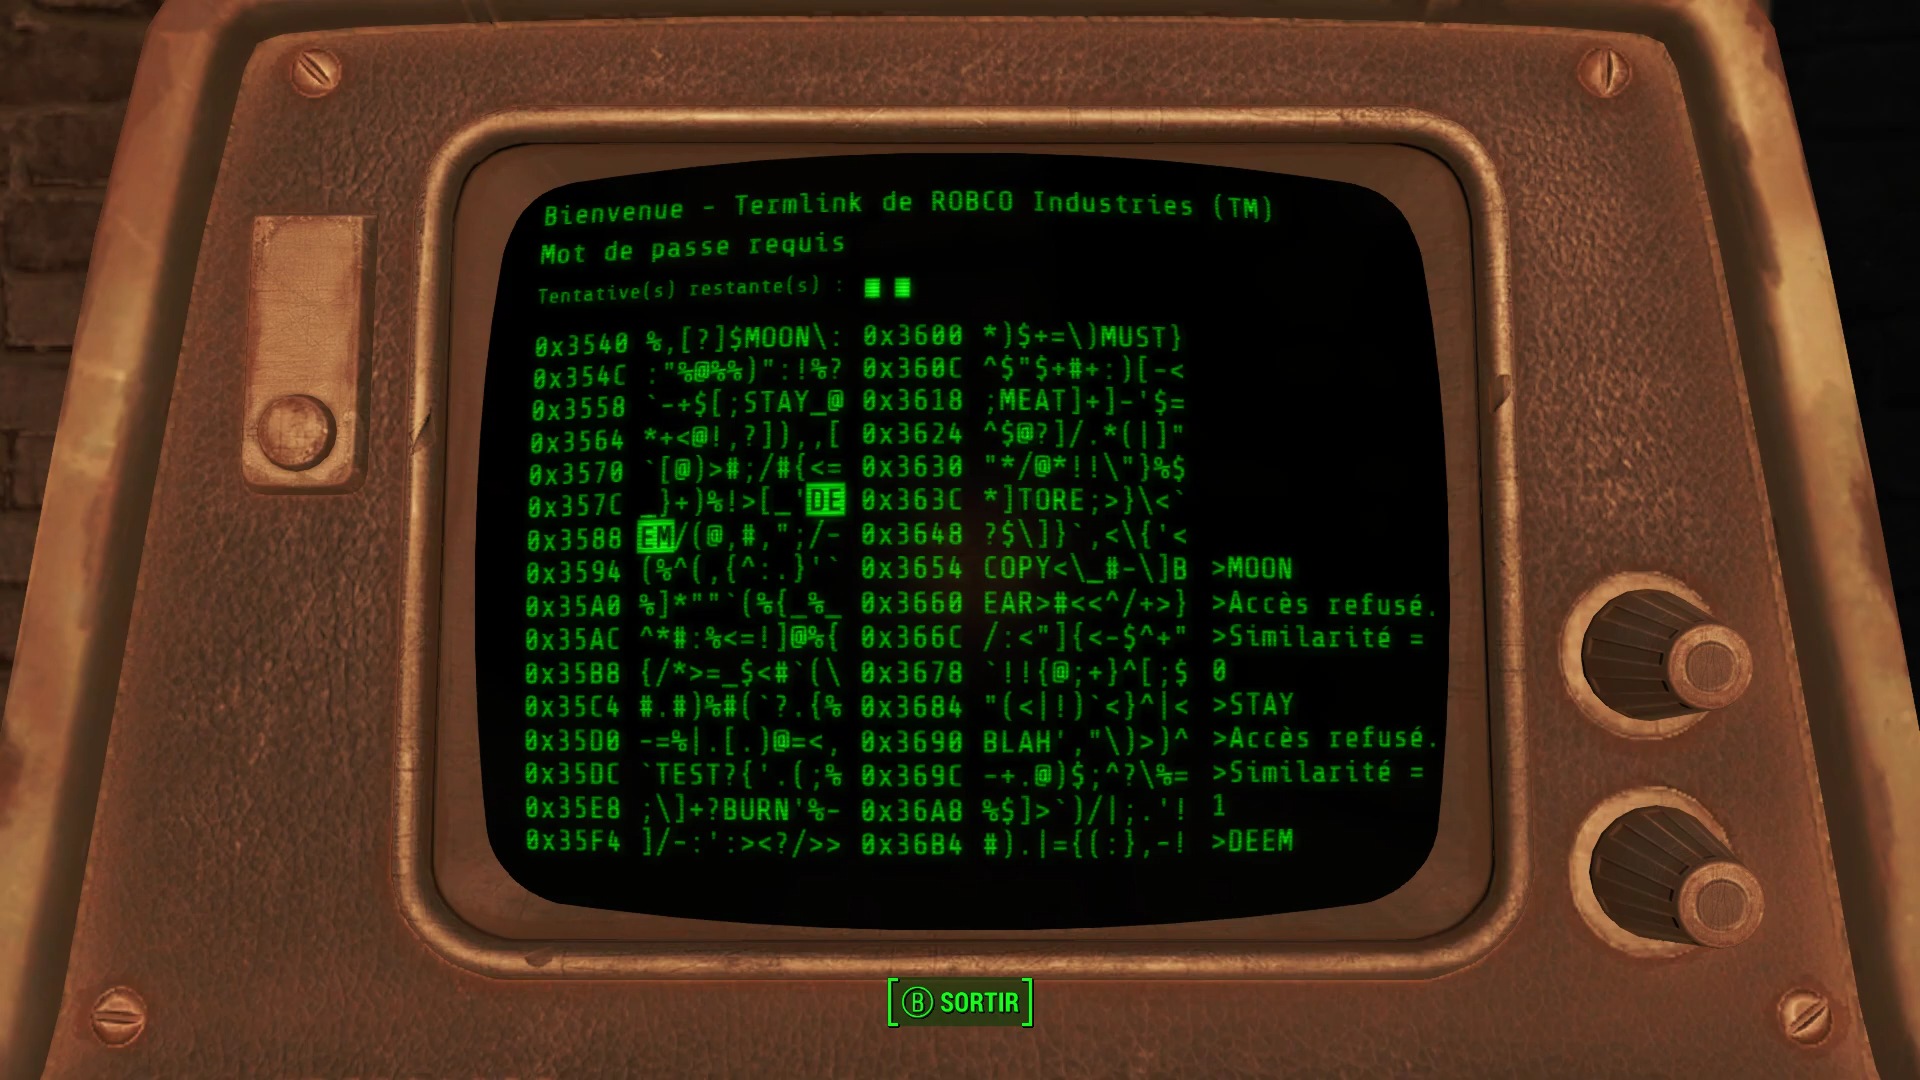 Bienvenue - Termlink de ROBCO Industries (TM)
Mot de passe requis
Tentative(s) restante(s) :
0x3540 %,[?]$MOON\:
0x354C :"%@%%)":!%?
0x3558 `-+$[;STAY_@
0x3564 *+<@!,?]),,[
0x3570 `[@)>#;/#{<=
0x357C _}+)%!>[_'DE
0x3588 EM/(@,#,";/-
0x3594 (%^(,{^:.}'`
0x35A0 %]*""`(%{_%_
0x35AC ^*#:%<=!]@%{
0x35B8 {/*>=_$<#`(\
0x35C4 #.#)%#(`?.{%
0x35D0 -=%|.[.)@=<,
0x35DC `TEST?{'.(;%
0x35E8 ;\]+?BURN'%-
0x35F4 ]/-:':><?/>>
0x3600 *)$+=\)MUST}
0x360C ^$"$+#+:)[-<
0x3618 ;MEAT]+]-'$=
0x3624 ^$@?]/.*(|]"
0x3630 "*/@*!!\"}%$
0x363C *]TORE;>}\<`
0x3648 ?$\]}`,<\{'<
0x3654 COPY<\_#-\]B
0x3660 EAR>#<<^/+>}
0x366C /:<"]{<-$^+"
0x3678 `!!{@;+}^[;$
0x3684 "(<|!)`<}^|<
0x3690 BLAH',"\)>)^
0x369C -+.@)$;^?\%=
0x36A8 %$]>`)/|;.'!
0x36B4 #).|={(:},-!
>MOON
>Accès refusé.
>Similarité =
0
>STAY
>Accès refusé.
>Similarité =
1
>DEEM
B SORTIR